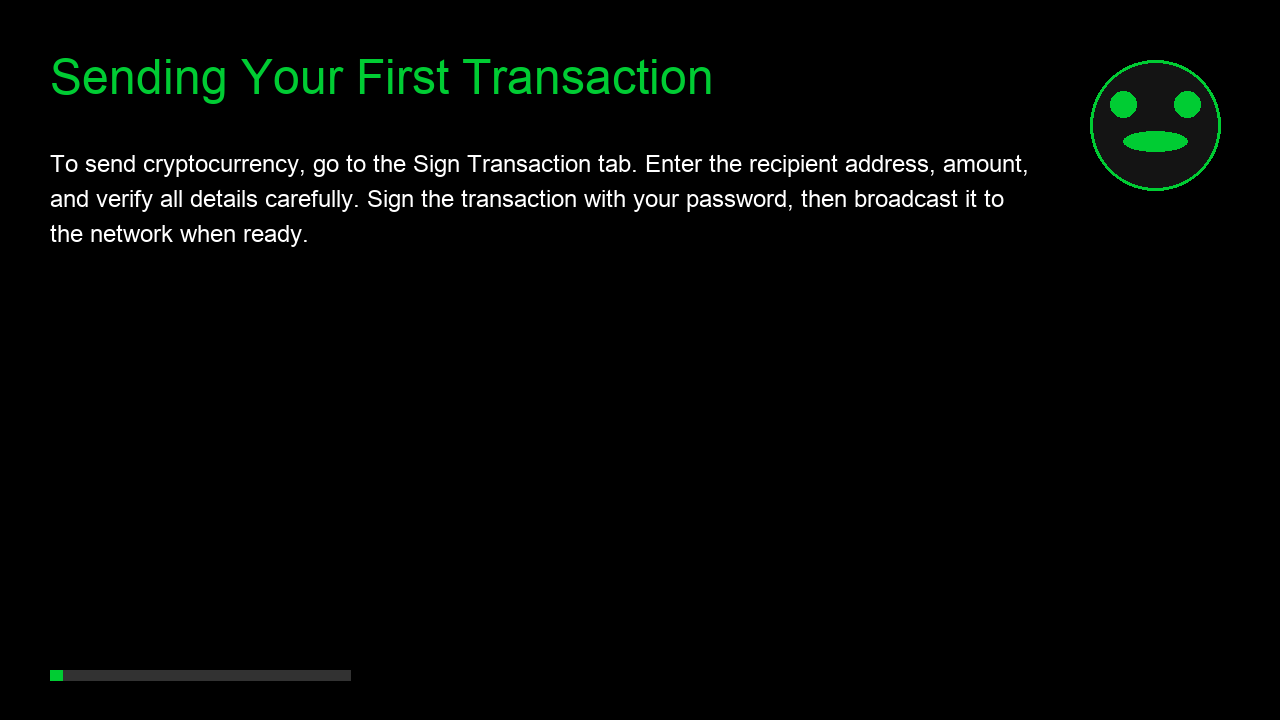 Sending Your First Transaction
To send cryptocurrency, go to the Sign Transaction tab. Enter the recipient address, amount,
and verify all details carefully. Sign the transaction with your password, then broadcast it to
the network when ready.